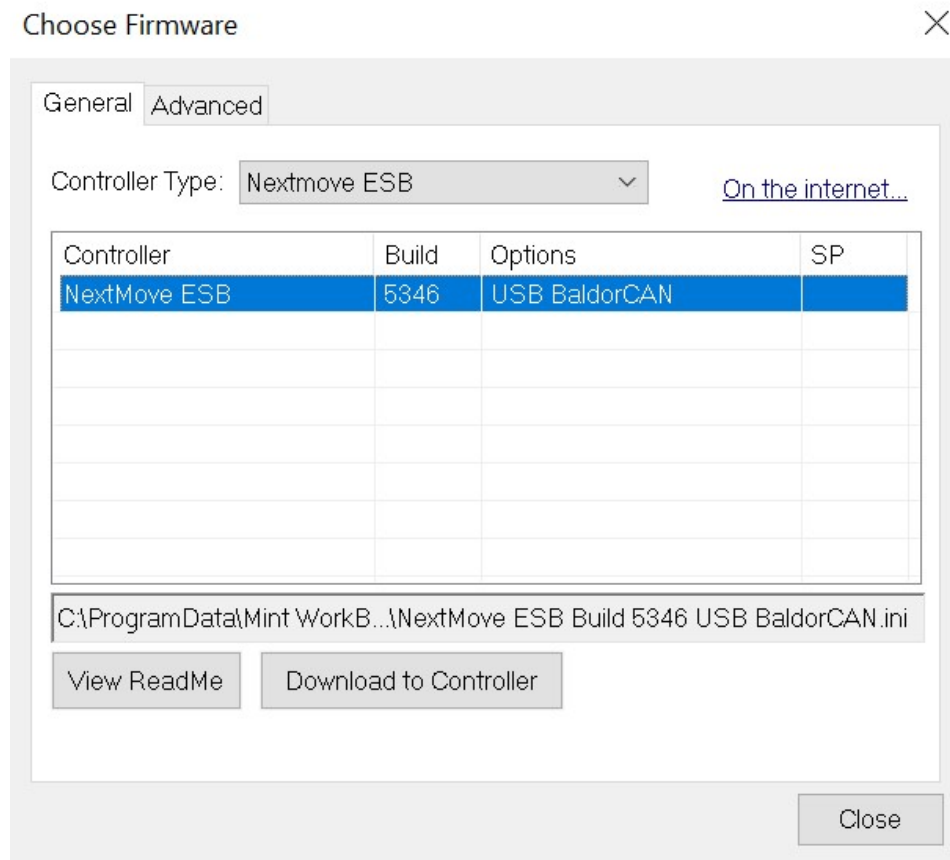 Choose Firmware
General Advanced
Controller Type: Nextmove ESB On the internet...
Controller Build Options SP
NextMove ESB 5346 USB BaldorCAN
C:\ProgramData\Mint WorkB...\NextMove ESB Build 5346 USB BaldorCAN.ini
View ReadMe Download to Controller
Close